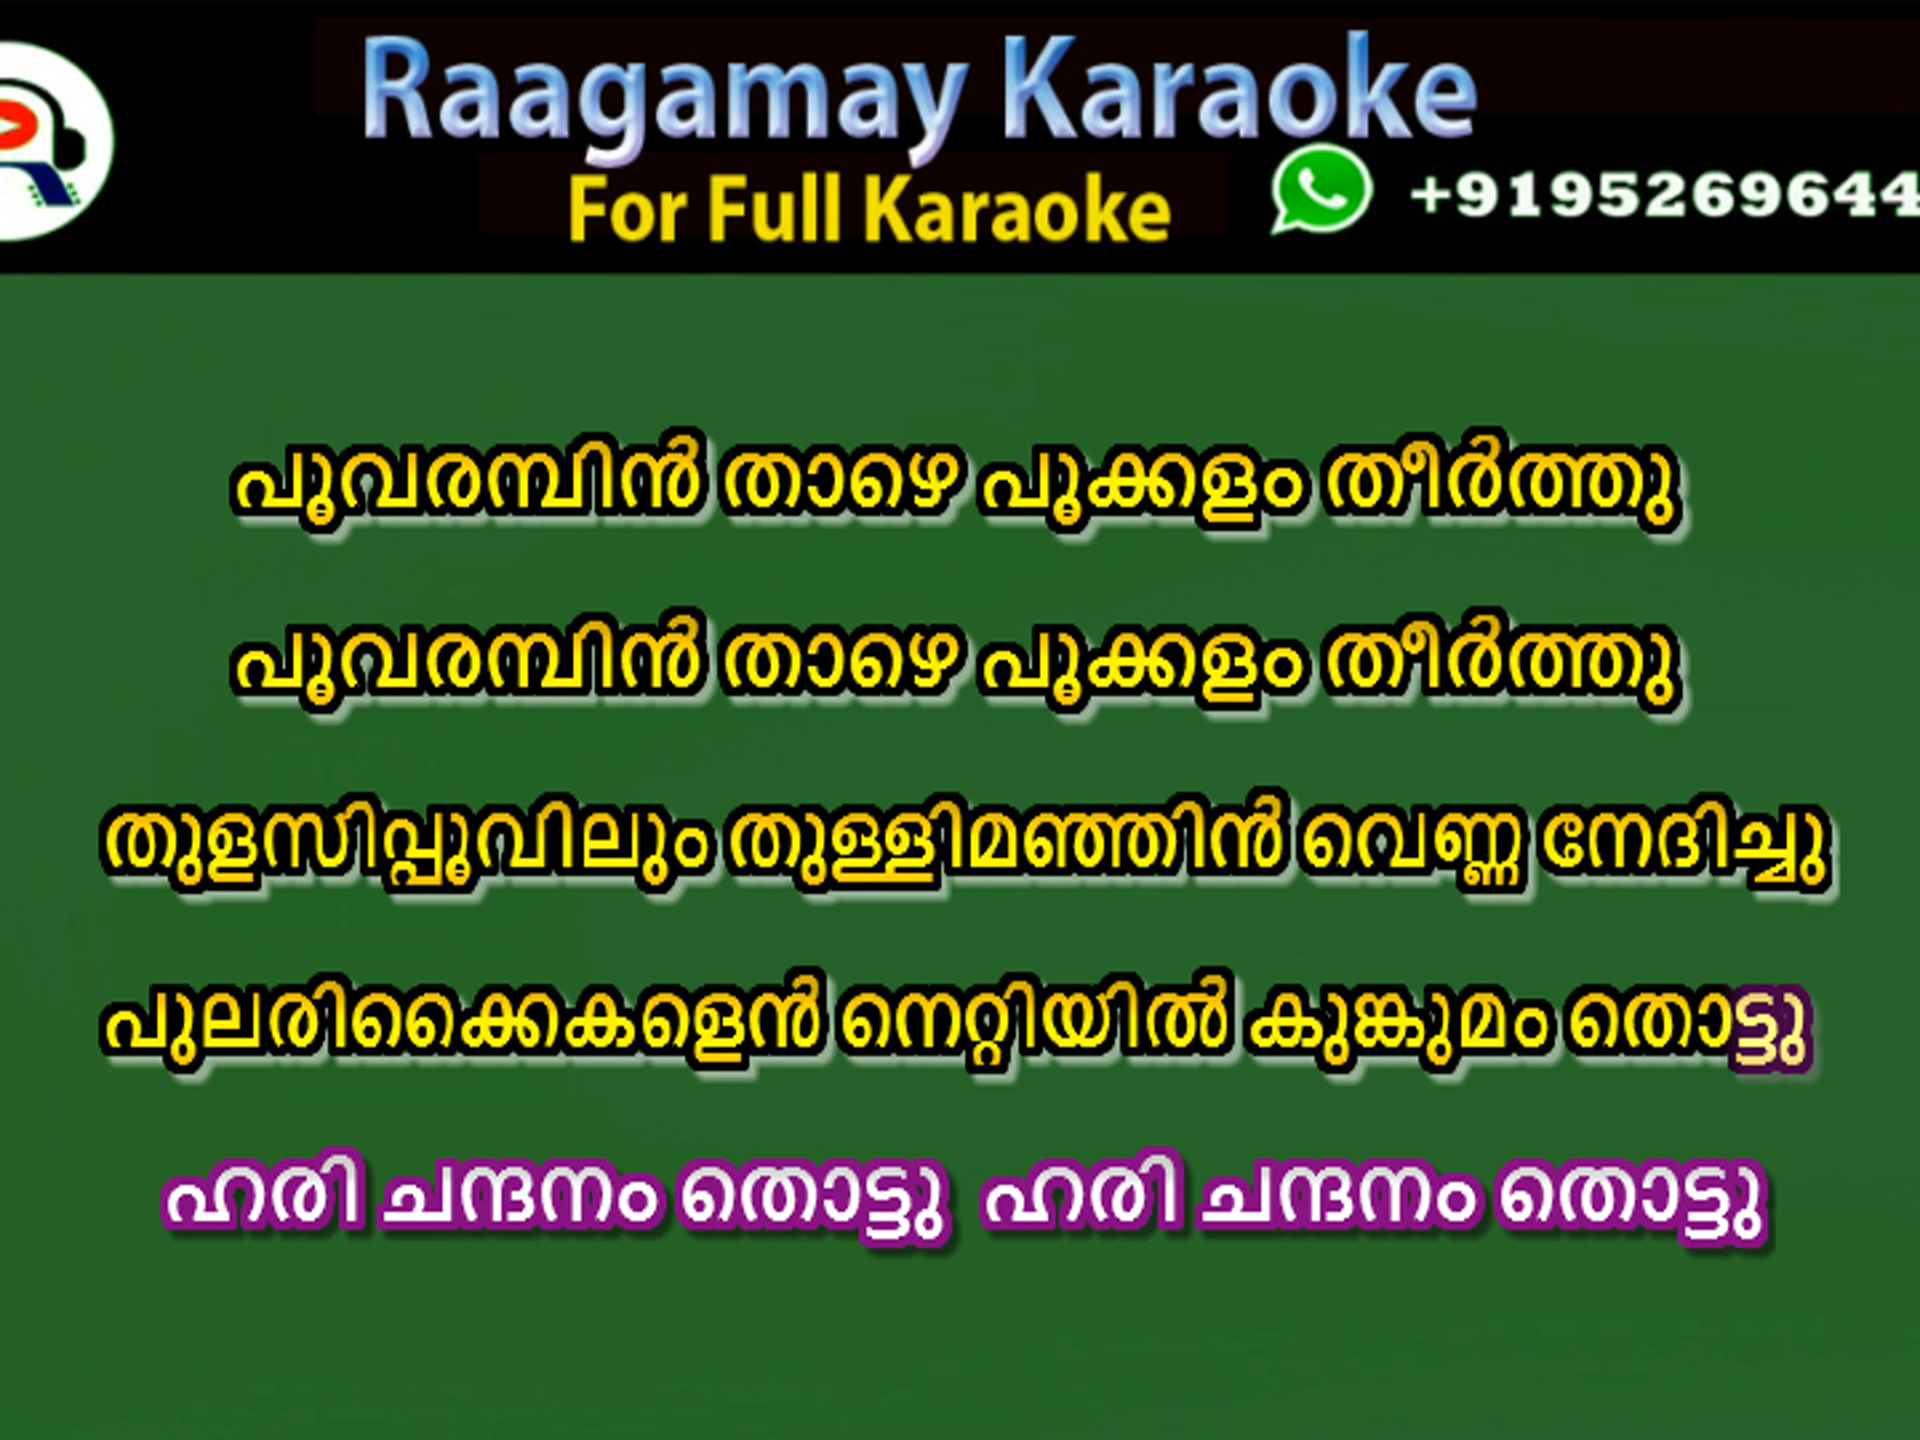 Raagamay Karaoke
For Full Karaoke
+9195269644
പൂവരമ്പിൻ താഴെ പൂക്കളം തീർത്തു
പൂവരമ്പിൻ താഴെ പൂക്കളം തീർത്തു
തുളസിപ്പൂവിലും തുള്ളിമഞ്ഞിൻ വെണ്ണ നേദിച്ചു
പുലരിക്കൈകളെൻ നെറ്റിയിൽ കുങ്കുമം തൊട്ടു
ഹരി ചന്ദനം തൊട്ടു ഹരി ചന്ദനം തൊട്ടു